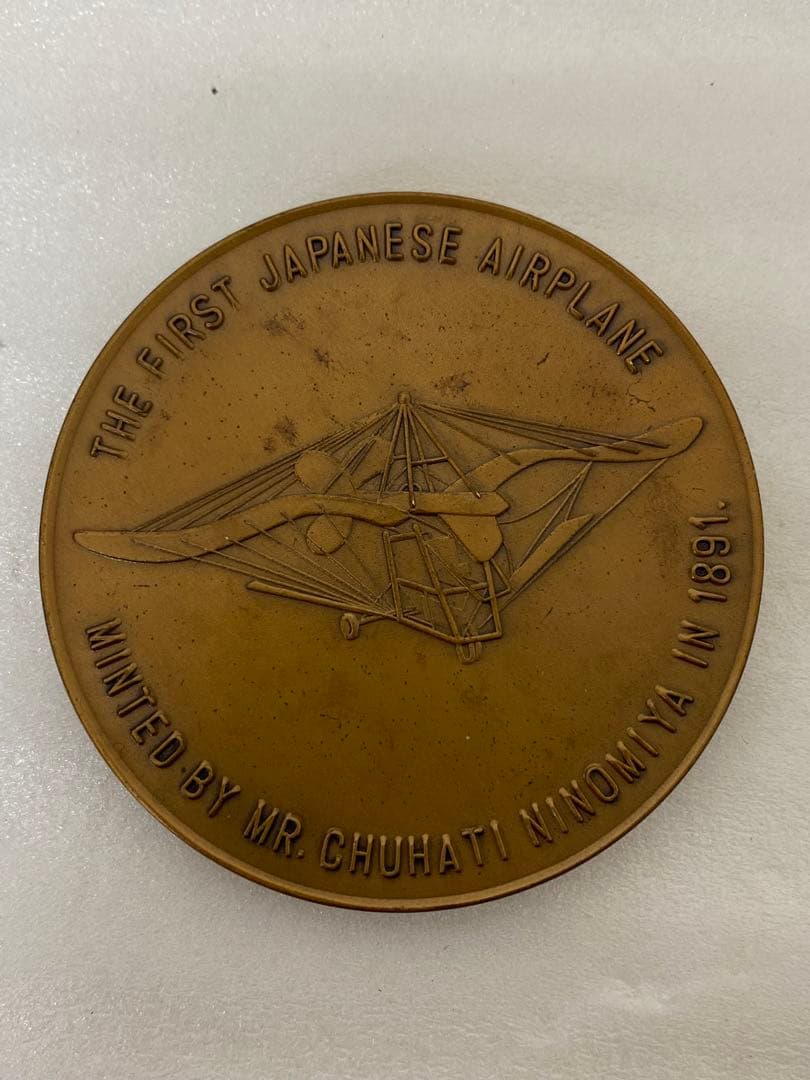 THE FIRST JAPANESE AIRPLANE
MINTED BY MR. CHUHATI NINOMIYA IN 1891.